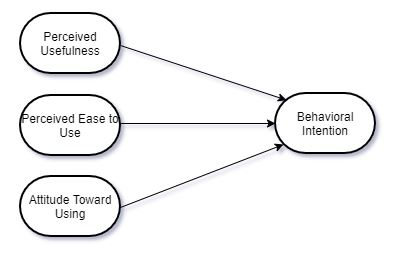 Perceived
Usefulness
Perceived Ease to
Use
Attitude Toward
Using
Behavioral
Intention